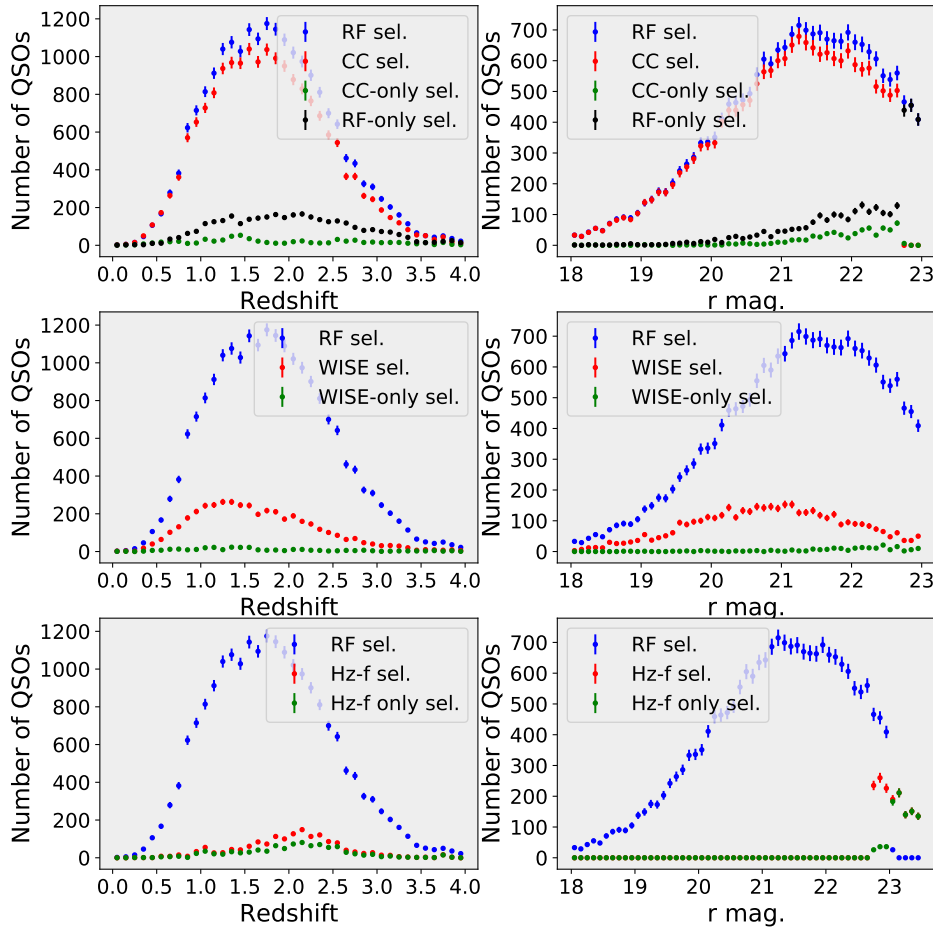 Number of QSOs
1200
1000
800
600
400
200
0
RF sel.
CC sel.
CC-only sel.
RF-only sel.
0.0 0.5 1.0 1.5 2.0 2.5 3.0 3.5 4.0
Redshift
Number of QSOs
700
600
500
400
300
200
100
0
RF sel.
CC sel.
CC-only sel.
RF-only sel.
18 19 20 21 22 23
r mag.
Number of QSOs
1200
1000
800
600
400
200
0
RF sel.
WISE sel.
WISE-only sel.
0.0 0.5 1.0 1.5 2.0 2.5 3.0 3.5 4.0
Redshift
Number of QSOs
700
600
500
400
300
200
100
0
RF sel.
WISE sel.
WISE-only sel.
18 19 20 21 22 23
r mag.
Number of QSOs
1200
1000
800
600
400
200
0
RF sel.
Hz-f sel.
Hz-f only sel.
0.0 0.5 1.0 1.5 2.0 2.5 3.0 3.5 4.0
Redshift
Number of QSOs
700
600
500
400
300
200
100
0
RF sel.
Hz-f sel.
Hz-f only sel.
18 19 20 21 22 23
r mag.